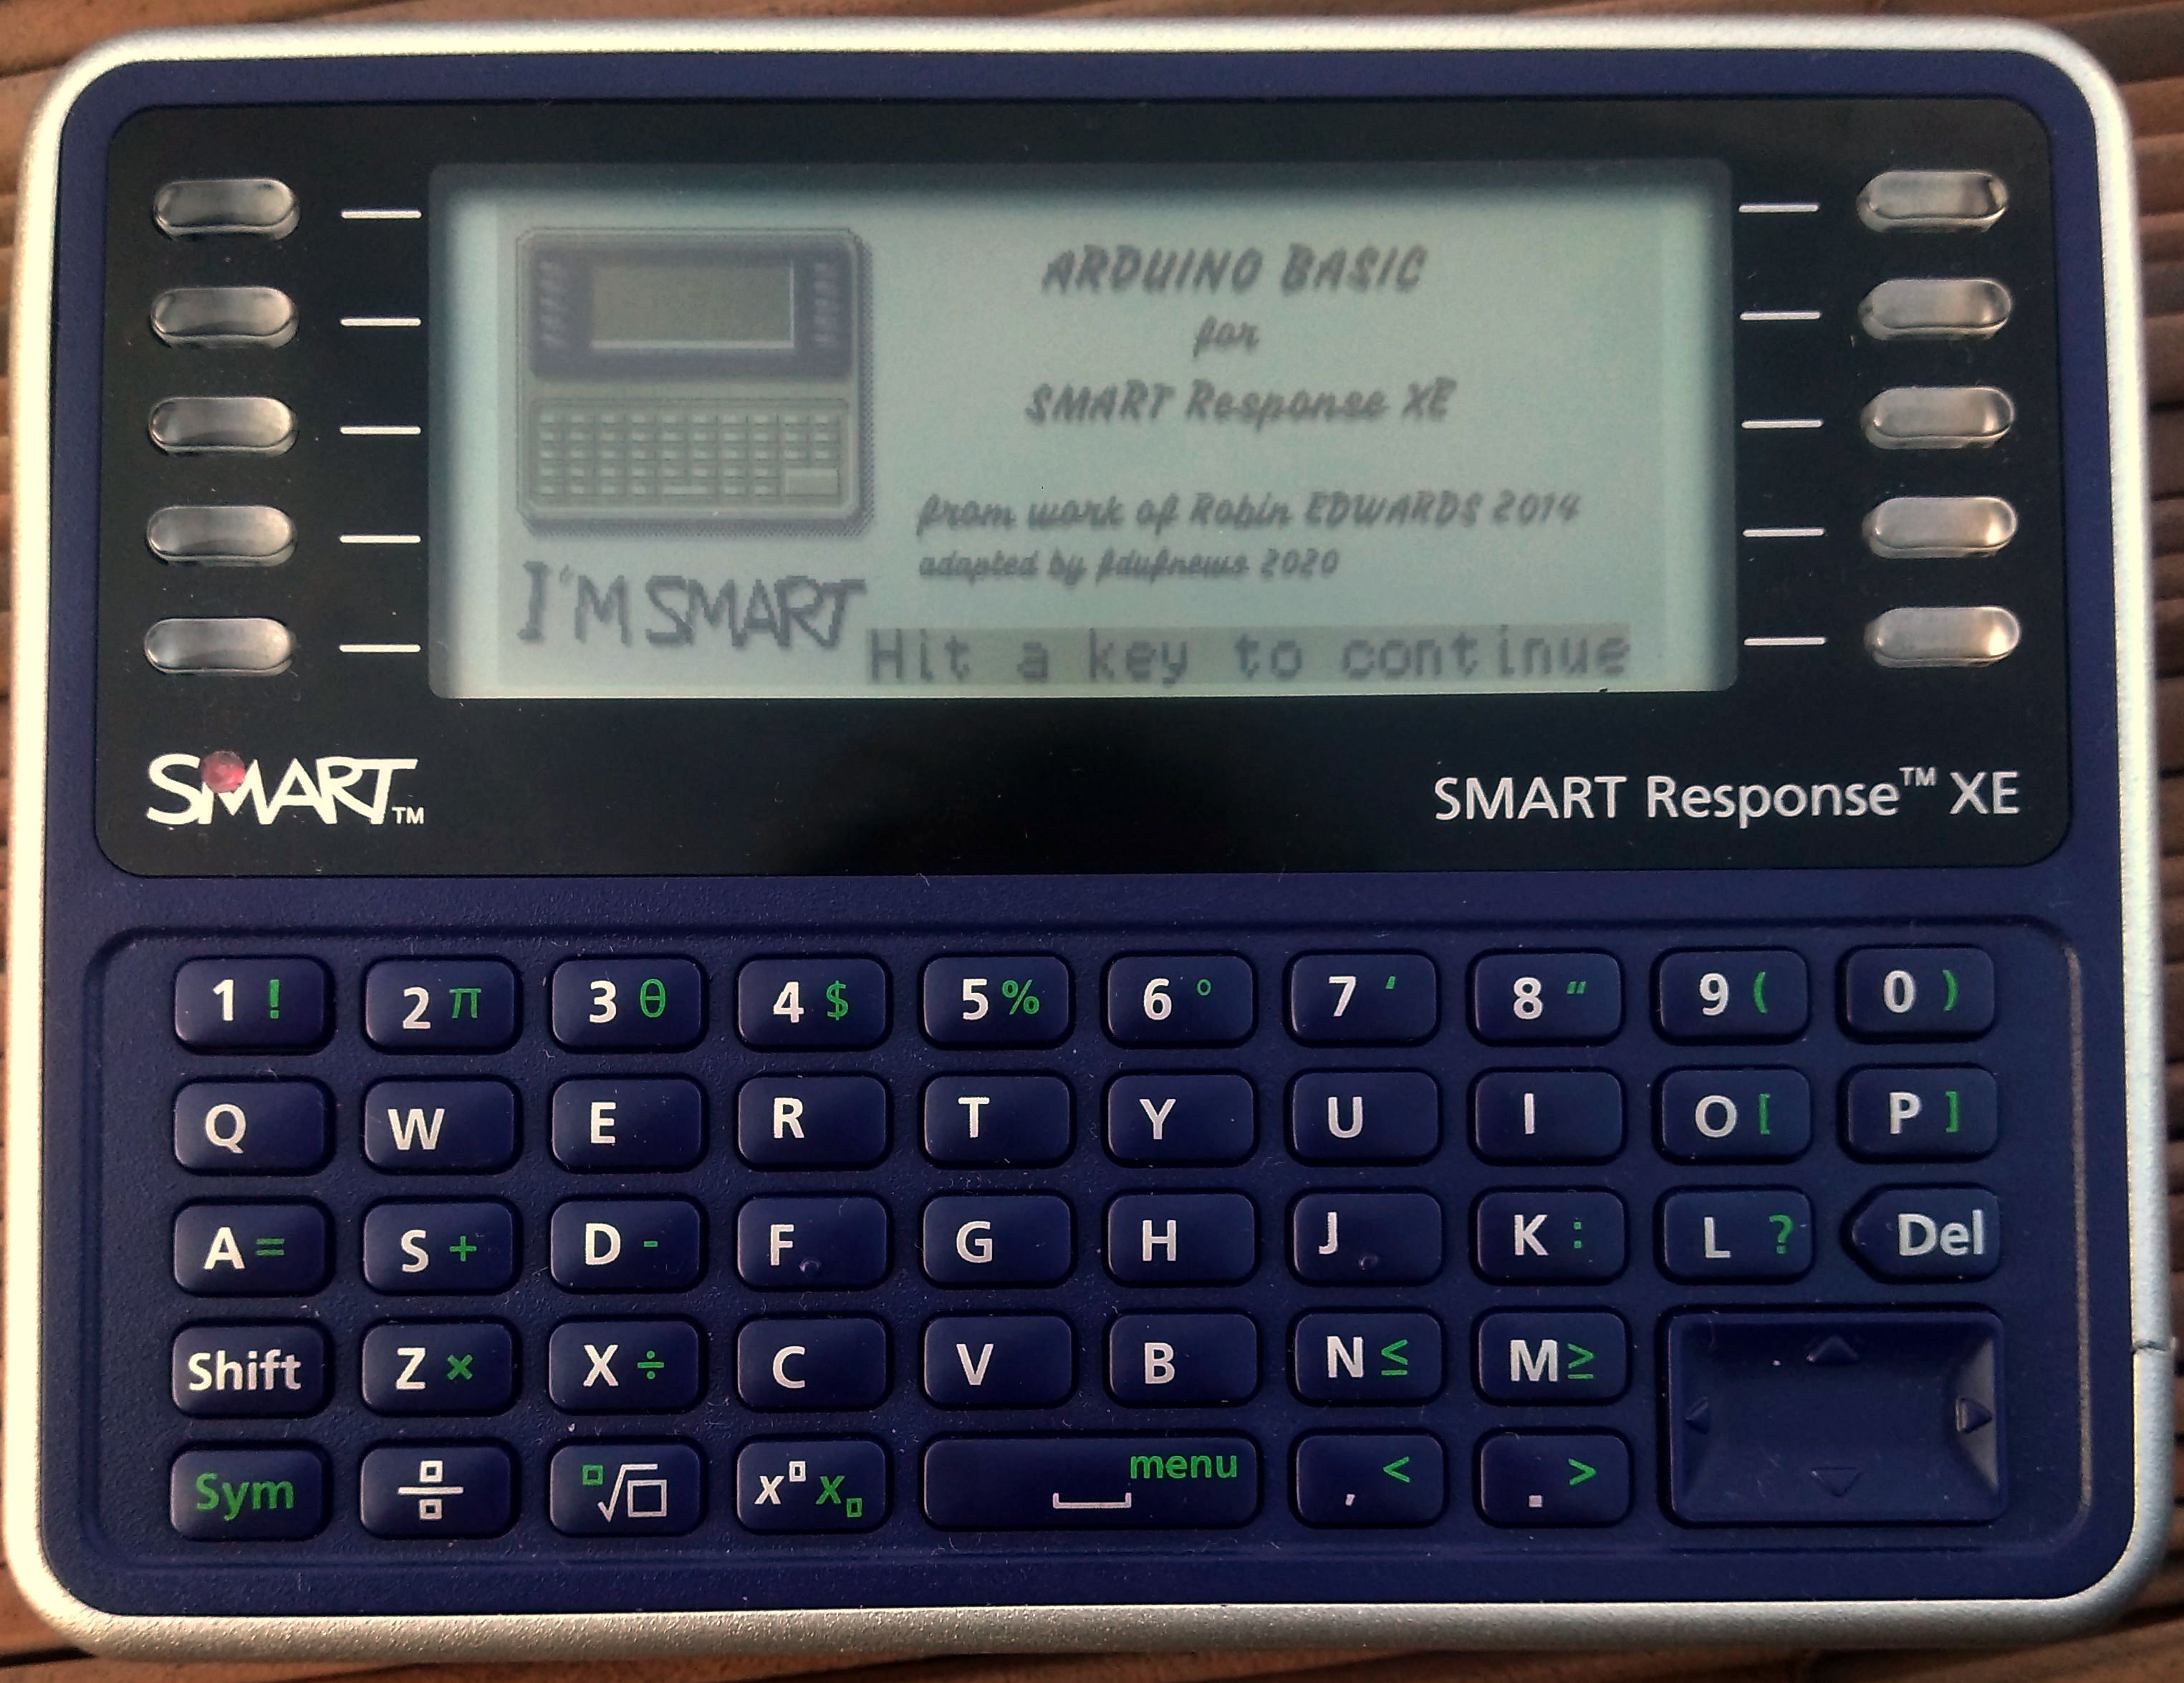 ARDUINO BASIC
for
SMART Response XE
from work of Robin EDWARDS 2014
adapted by fdufnews 2020
I'M SMART
Hit a key to continue
SMART™
SMART Response™ XE
1 ! 2 π 3 θ 4 $ 5 % 6 ° 7 ‘ 8 “ 9 ( 0 )
Q W E R T Y U I O [ P ]
A = S + D - F G H J K : L ? Del
Shift Z × X ÷ C V B N ≤ M ≥
Sym ▫/▫ ▫√▫ x▫ x▫ menu , < . >